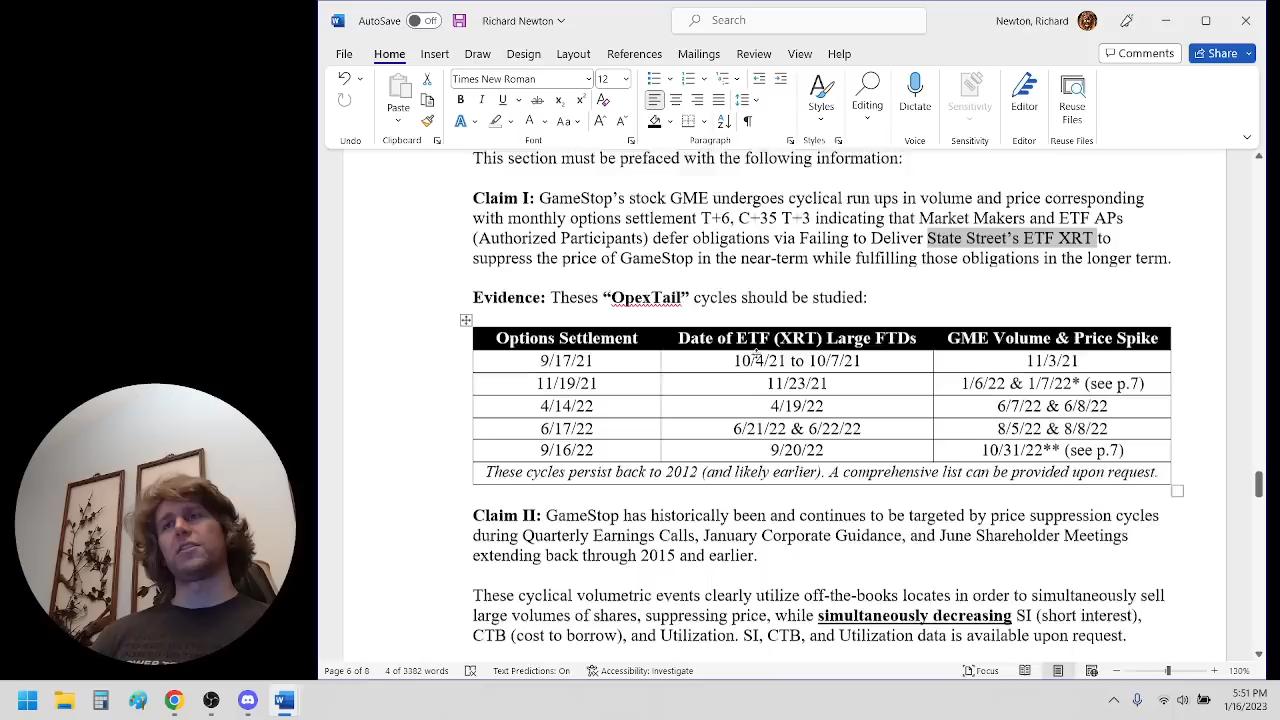 AutoSave Off Richard Newton Search Newton, Richard
File Home Insert Draw Design Layout References Mailings Review View Help Comments Share
Times New Roman 12
Paste Styles Editing Dictate Sensitivity Editor Reuse Files
Undo Clipboard Font Paragraph Styles Voice Sensitivity Editor Reuse Files
This section must be prefaced with the following information:
Claim I: GameStop's stock GME undergoes cyclical run ups in volume and price corresponding
with monthly options settlement T+6, C+35 T+3 indicating that Market Makers and ETF APs
(Authorized Participants) defer obligations via Failing to Deliver State Street's ETF XRT to
suppress the price of GameStop in the near-term while fulfilling those obligations in the longer term.
Evidence: Theses “OpexTail” cycles should be studied:
Options Settlement Date of ETF (XRT) Large FTDs GME Volume & Price Spike
9/17/21 10/4/21 to 10/7/21 11/3/21
11/19/21 11/23/21 1/6/22 & 1/7/22* (see p.7)
4/14/22 4/19/22 6/7/22 & 6/8/22
6/17/22 6/21/22 & 6/22/22 8/5/22 & 8/8/22
9/16/22 9/20/22 10/31/22** (see p.7)
These cycles persist back to 2012 (and likely earlier). A comprehensive list can be provided upon request.
Claim II: GameStop has historically been and continues to be targeted by price suppression cycles
during Quarterly Earnings Calls, January Corporate Guidance, and June Shareholder Meetings
extending back through 2015 and earlier.
These cyclical volumetric events clearly utilize off-the-books locates in order to simultaneously sell
large volumes of shares, suppressing price, while simultaneously decreasing SI (short interest),
CTB (cost to borrow), and Utilization. SI, CTB, and Utilization data is available upon request.
Page 6 of 8 4 of 3382 words Text Predictions: On Accessibility: Investigate Focus 130%
5:51 PM
1/16/2023